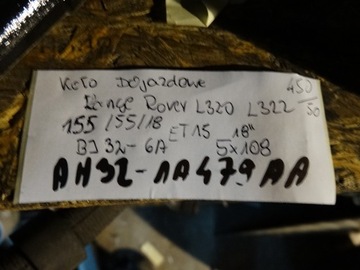 Koło Dojazdowe 450/50
Range Rover L320 L322
155/55/18 ET15 18"
BJ32-6A 5x108
AH32-1A479AA